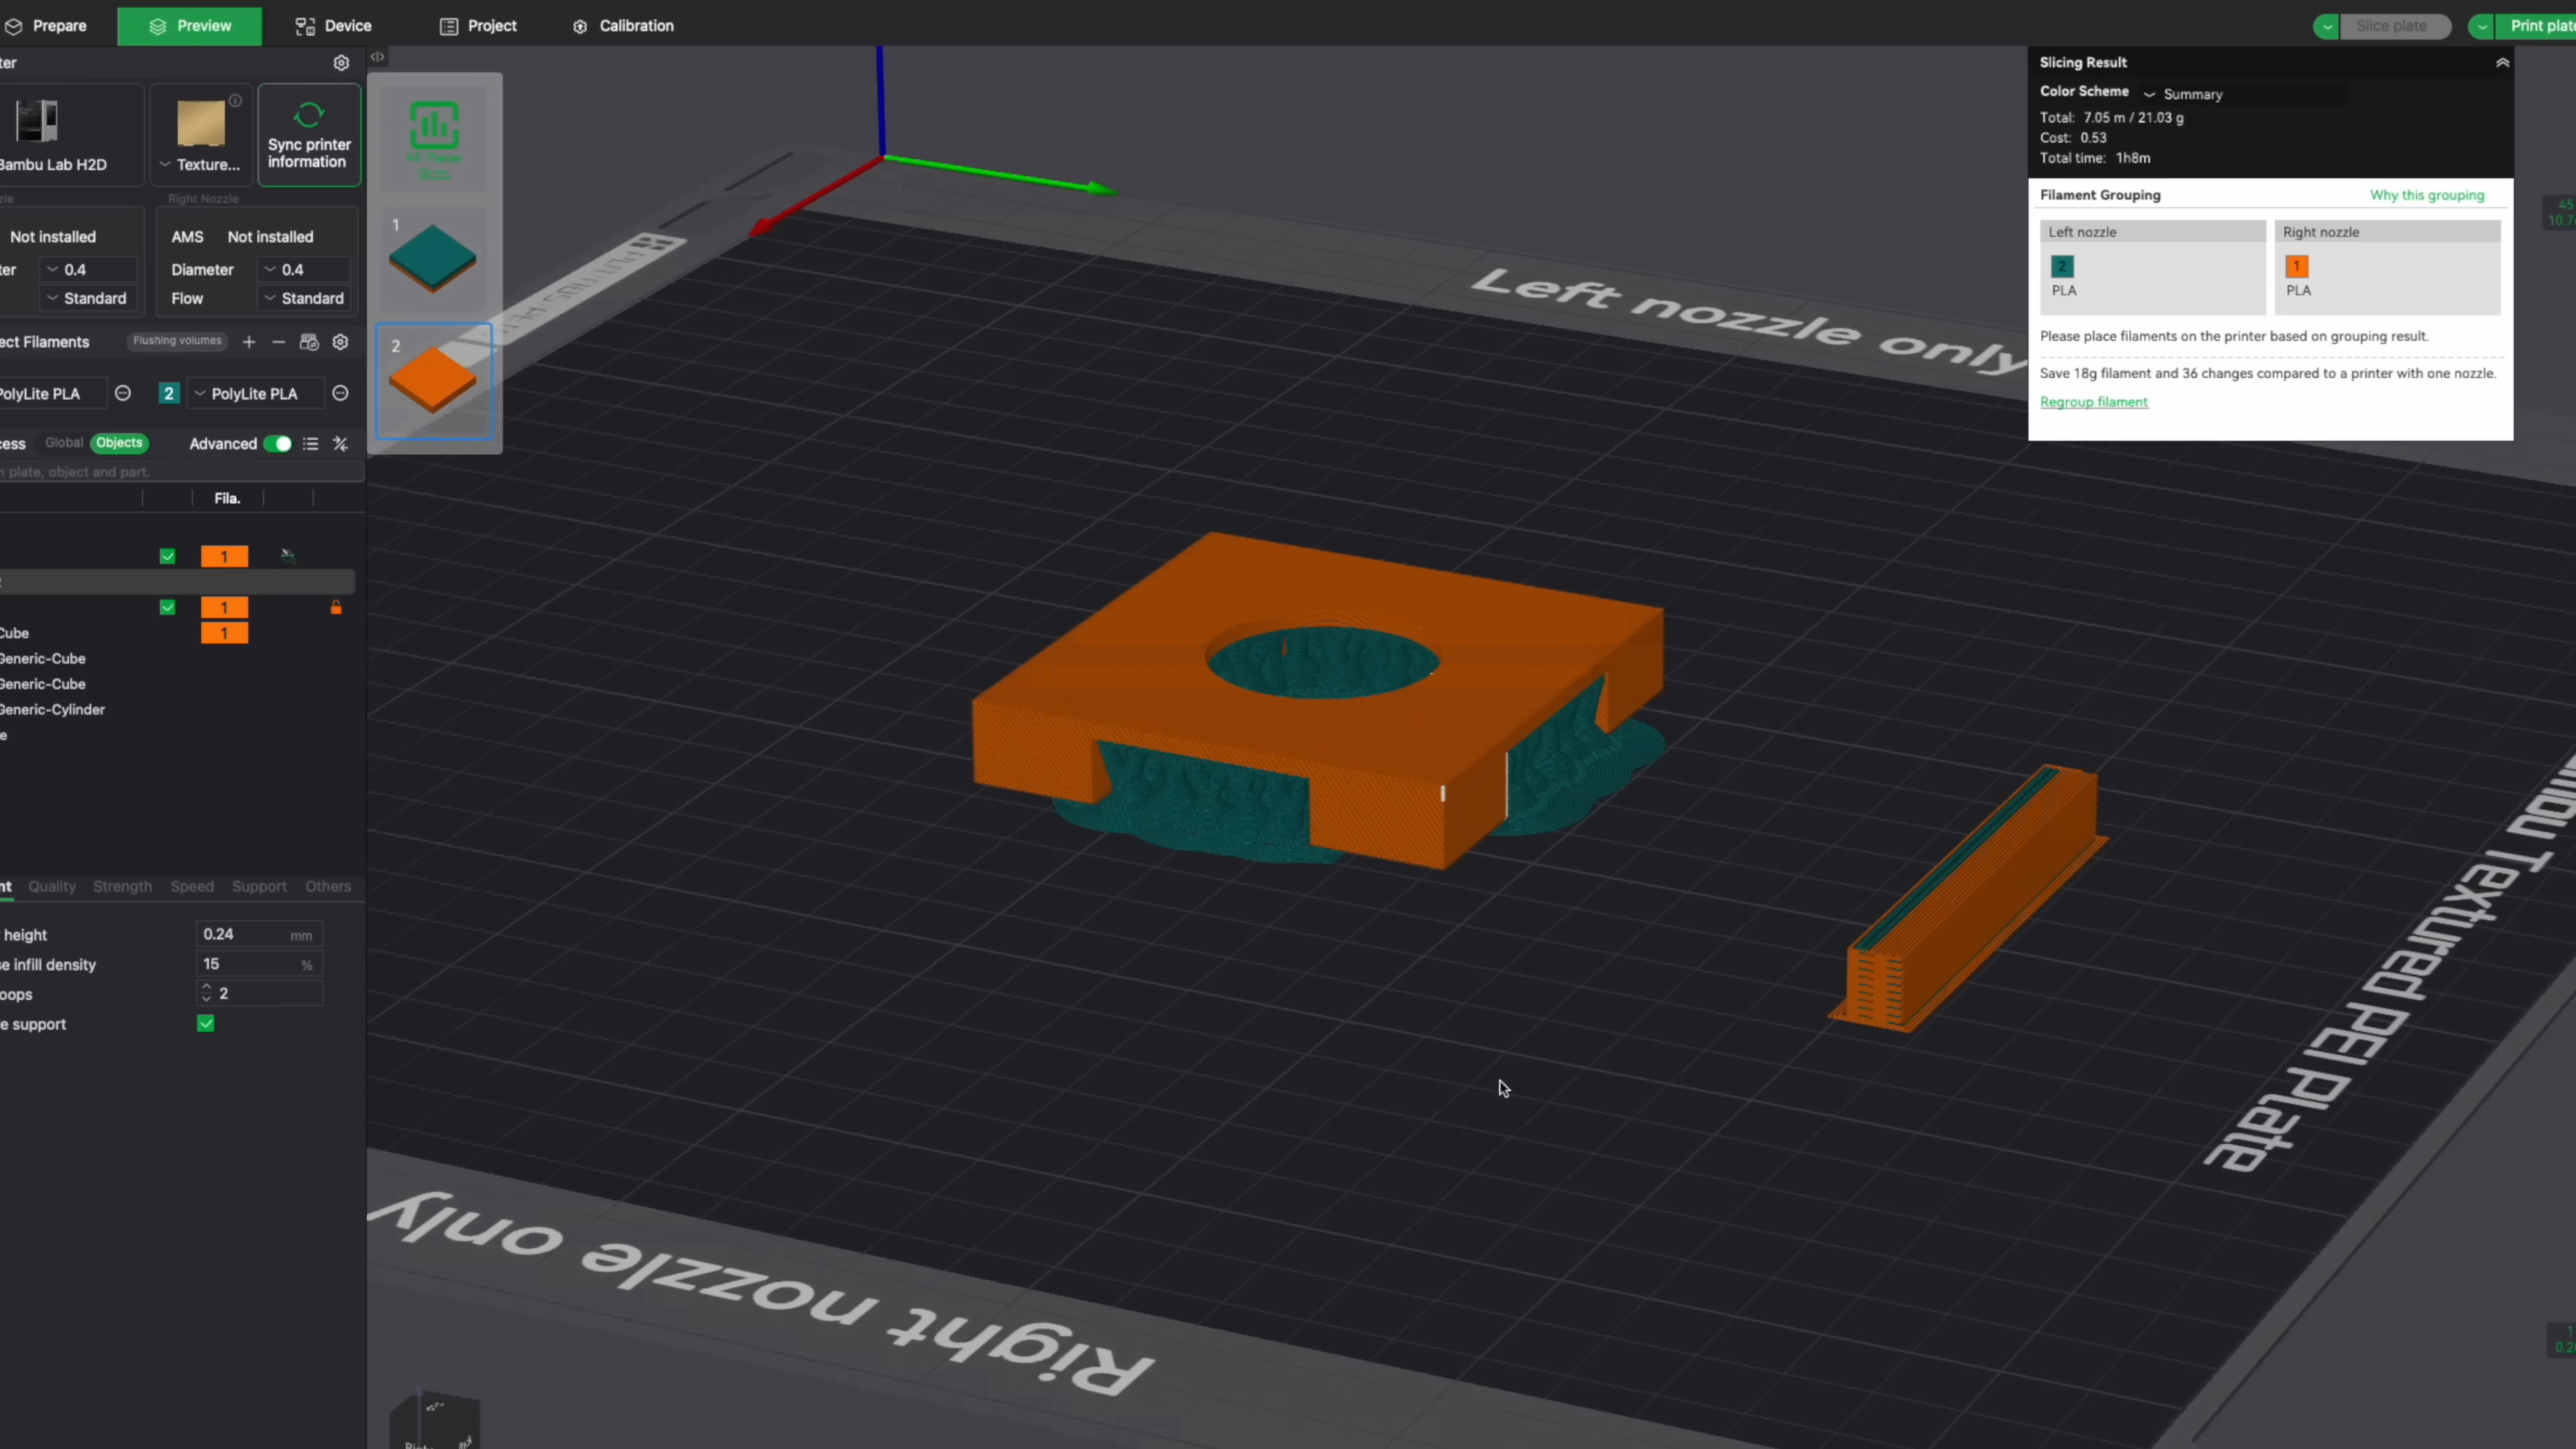 Prepare
Preview
Device
Project
Calibration
Slice plate
Print plate
ter
Bambu Lab H2D
Texture...
Sync printer
information
zle
Right Nozzle
Not installed
AMS Not installed
ter 0.4
Diameter 0.4
Standard
Flow Standard
ect Filaments
Flushing volumes
PolyLite PLA
2 PolyLite PLA
cess Global Objects Advanced
n plate, object and part.
Fila.
1
1
Cube 1
Generic-Cube
Generic-Cube
Generic-Cylinder
e
nt Quality Strength Speed Support Others
height 0.24 mm
se infill density 15 %
oops 2
e support
1
2
Left nozzle only
Right nozzle only
Textured PEI Plate
Slicing Result
Color Scheme Summary
Total: 7.05 m / 21.03 g
Cost: 0.53
Total time: 1h8m
Filament Grouping
Why this grouping
Left nozzle
2
PLA
Right nozzle
1
PLA
Please place filaments on the printer based on grouping result.
Save 18g filament and 36 changes compared to a printer with one nozzle.
Regroup filament
45
1